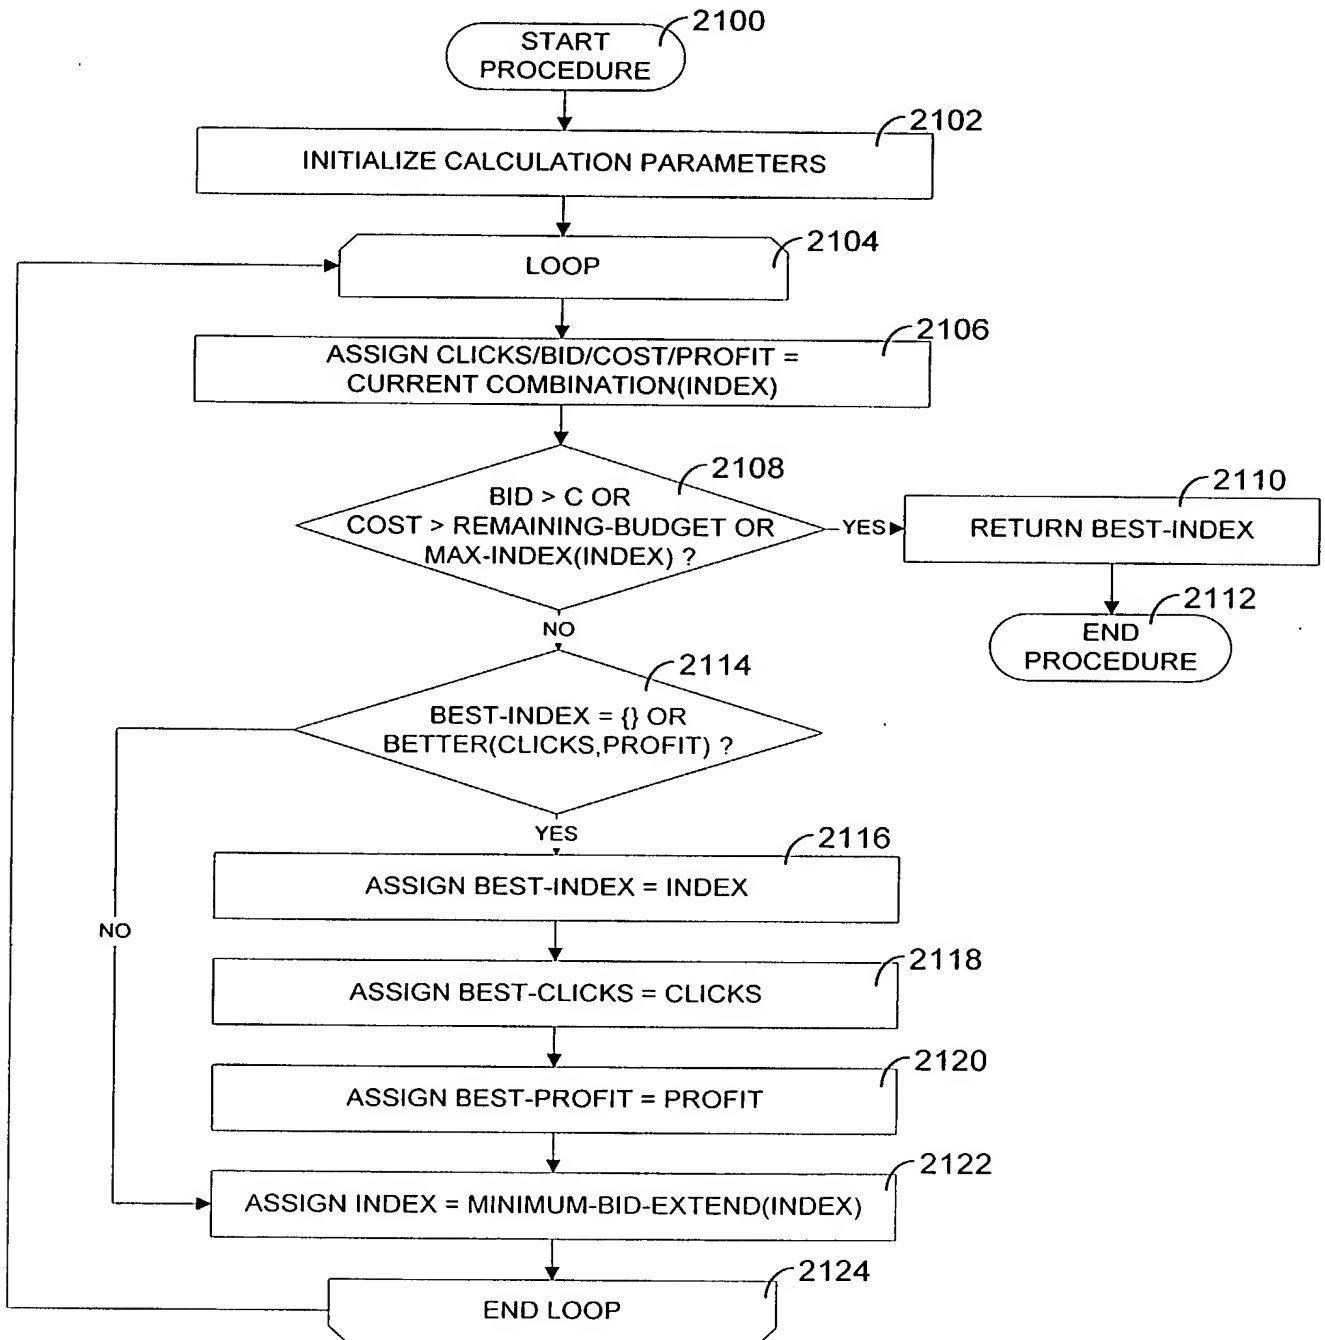 2100
START
PROCEDURE
2102
INITIALIZE CALCULATION PARAMETERS
2104
LOOP
2106
ASSIGN CLICKS/BID/COST/PROFIT =
CURRENT COMBINATION(INDEX)
2108
BID > C OR
COST > REMAINING-BUDGET OR
MAX-INDEX(INDEX) ?
YES
2110
RETURN BEST-INDEX
2112
END
PROCEDURE
NO
2114
BEST-INDEX = {} OR
BETTER(CLICKS,PROFIT) ?
YES
2116
ASSIGN BEST-INDEX = INDEX
NO
2118
ASSIGN BEST-CLICKS = CLICKS
2120
ASSIGN BEST-PROFIT = PROFIT
2122
ASSIGN INDEX = MINIMUM-BID-EXTEND(INDEX)
2124
END LOOP